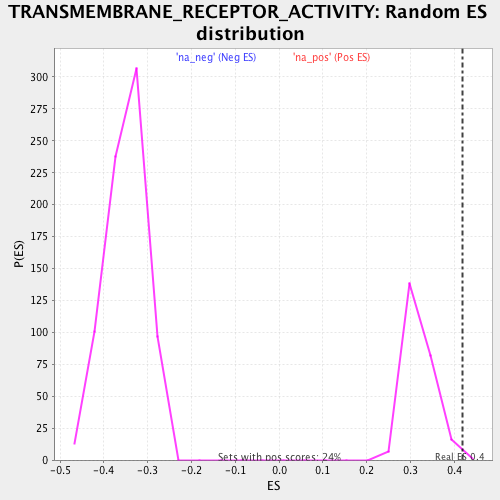 TRANSMEMBRANE_RECEPTOR_ACTIVITY: Random ES
distribution
'na_neg' (Neg ES) 'na_pos' (Pos ES)
300
275
250
225
200
175
150
125
100
75
50
25
0
P(ES)
Sets with pos scores: 24%
Real ES 0.4
-0.5 -0.4 -0.3 -0.2 -0.1 0.0 0.1 0.2 0.3 0.4
ES